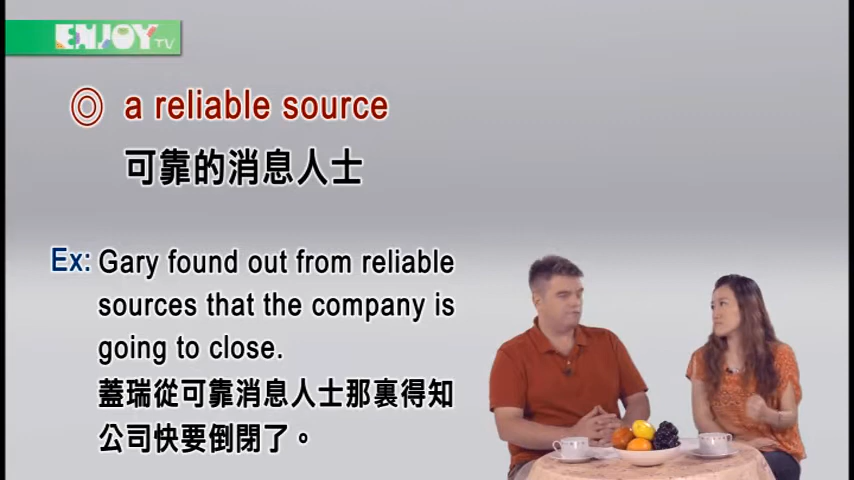 ENJOY TV
◎ a reliable source
可靠的消息人士
Ex: Gary found out from reliable
sources that the company is
going to close.
蓋瑞從可靠消息人士那裏得知
公司快要倒閉了。